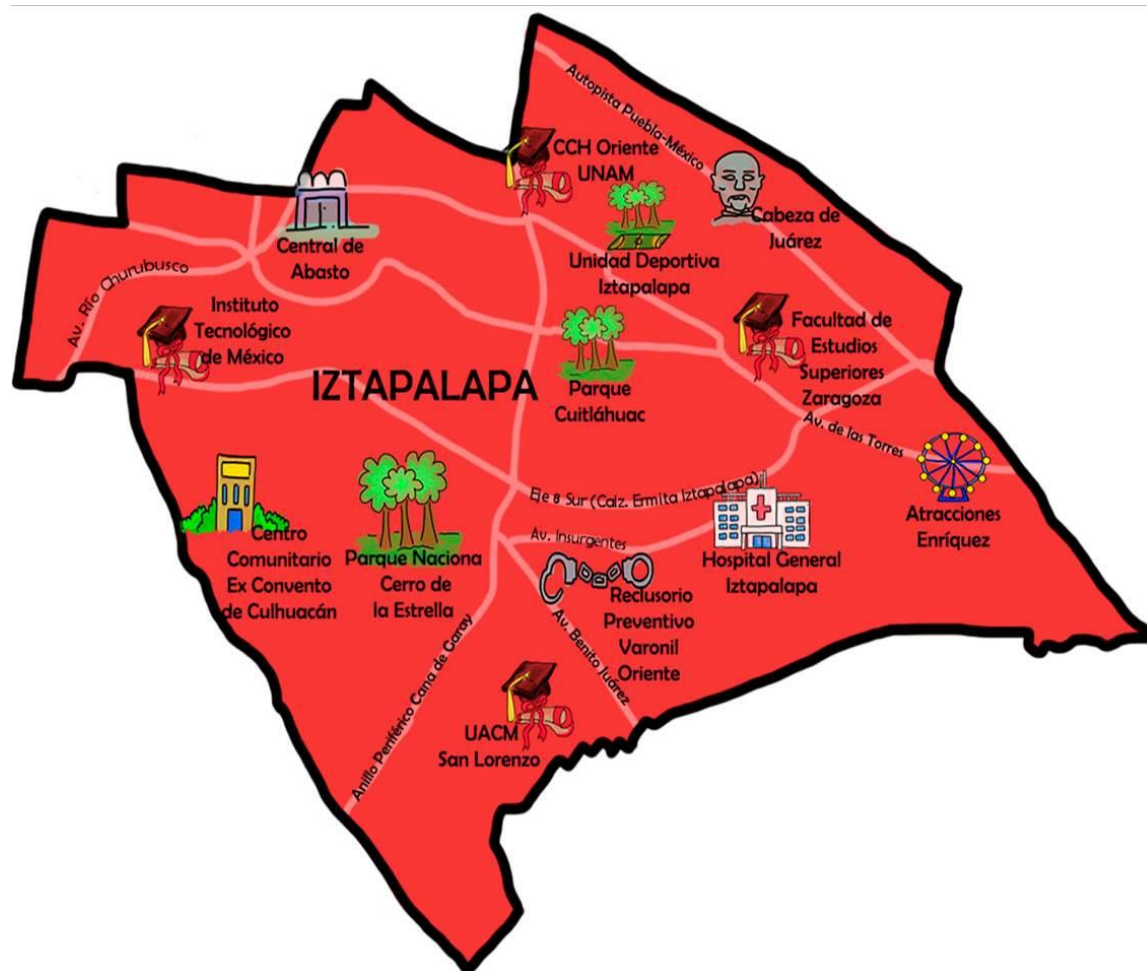 Autopista Puebla-México
CCH Oriente
UNAM
Cabeza de
Juárez
Central de
Abasto
Unidad Deportiva
Iztapalapa
Av. Río Churubusco
Instituto
Tecnológico
de México
Facultad de
Estudios
Superiores
Zaragoza
IZTAPALAPA
Parque
Cuitláhuac
Av. de las Torres
Eje 8 Sur (Calz. Ermita Iztapalapa)
Atracciones
Enríquez
Centro
Comunitario
Ex Convento
de Culhuacán
Parque Naciona
Cerro de
la Estrella
Av. Insurgentes
Hospital General
Iztapalapa
Reclusorio
Preventivo
Varonil
Oriente
Av. Benito Juárez
Anillo Periférico Cana de Garay
UACM
San Lorenzo